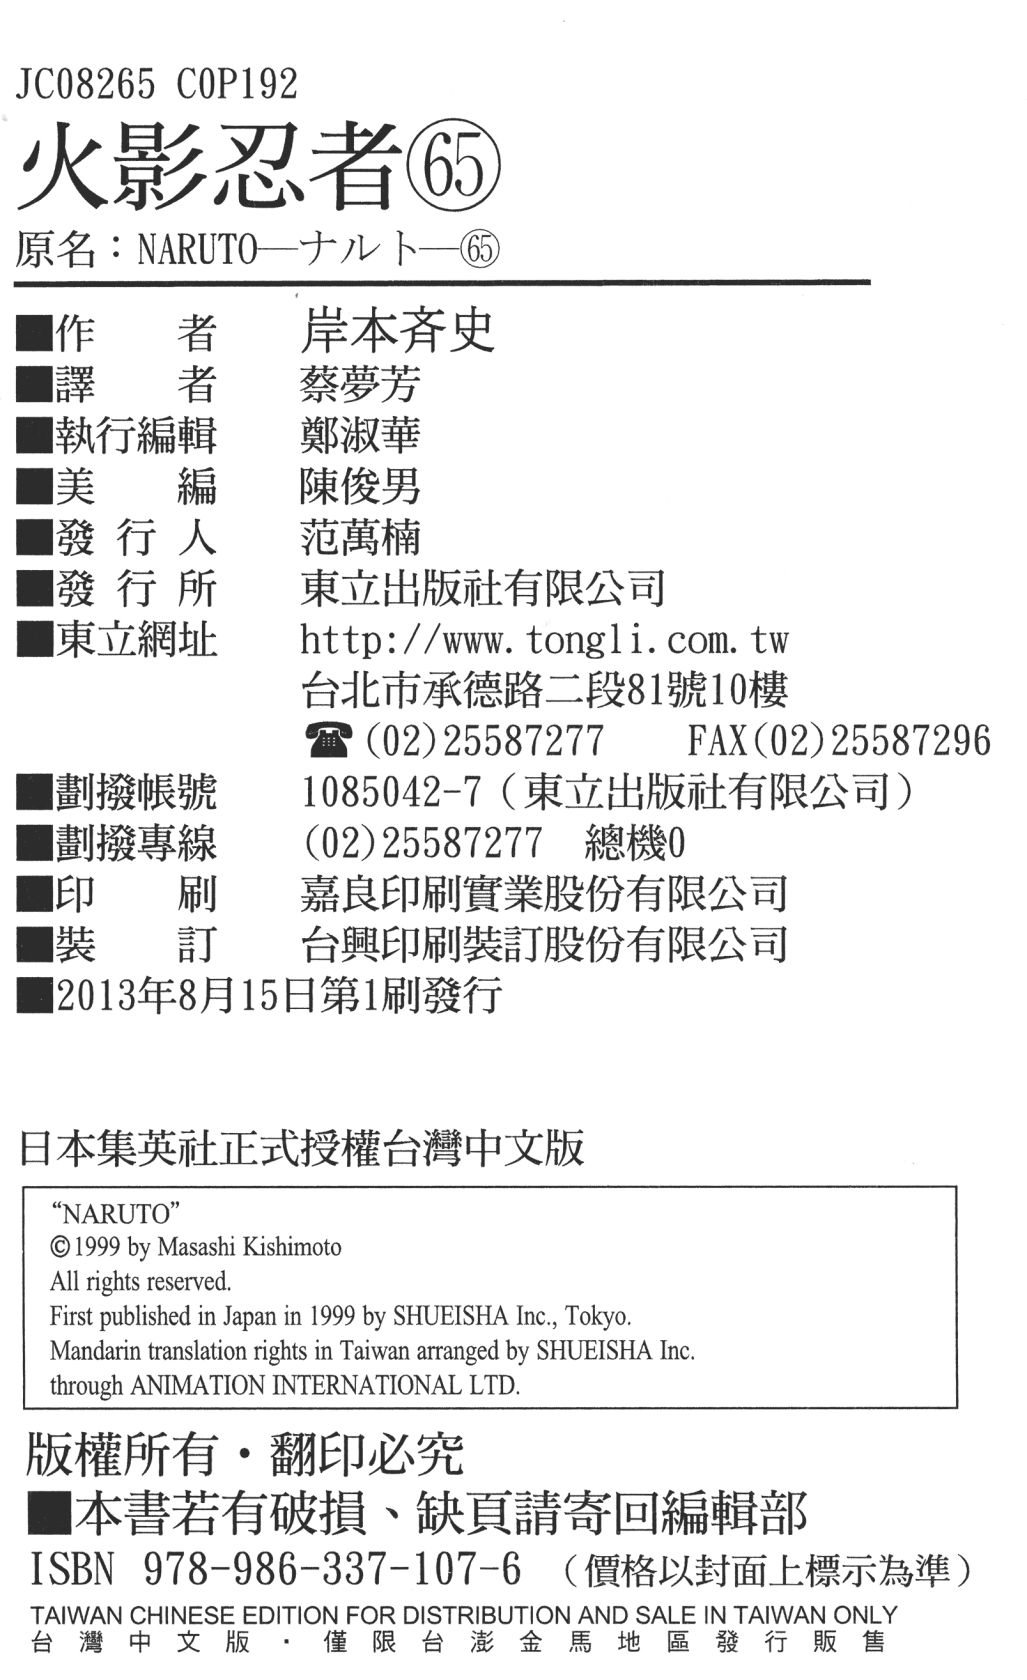 JC08265 C0P192
火影忍者㊿
原名：NARUTO—ナルト—65
■作者 岸本斉史
■譯者 蔡夢芳
■執行編輯 鄭淑華
■美編 陳俊男
■發行人 范萬楠
■發行所 東立出版社有限公司
■東立網址 http://www.tongli.com.tw
台北市承德路二段81號10樓
☎(02)25587277 FAX(02)25587296
■劃撥帳號 1085042-7（東立出版社有限公司）
■劃撥專線 (02)25587277 總機0
■印刷 嘉良印刷實業股份有限公司
■裝訂 台興印刷裝訂股份有限公司
■2013年8月15日第1刷發行
日本集英社正式授權台灣中文版
“NARUTO”
©1999 by Masashi Kishimoto
All rights reserved.
First published in Japan in 1999 by SHUEISHA Inc., Tokyo.
Mandarin translation rights in Taiwan arranged by SHUEISHA Inc.
through ANIMATION INTERNATIONAL LTD.
版權所有・翻印必究
■本書若有破損、缺頁請寄回編輯部
ISBN 978-986-337-107-6 （價格以封面上標示為準）
TAIWAN CHINESE EDITION FOR DISTRIBUTION AND SALE IN TAIWAN ONLY
台灣中文版・僅限台澎金馬地區發行販售